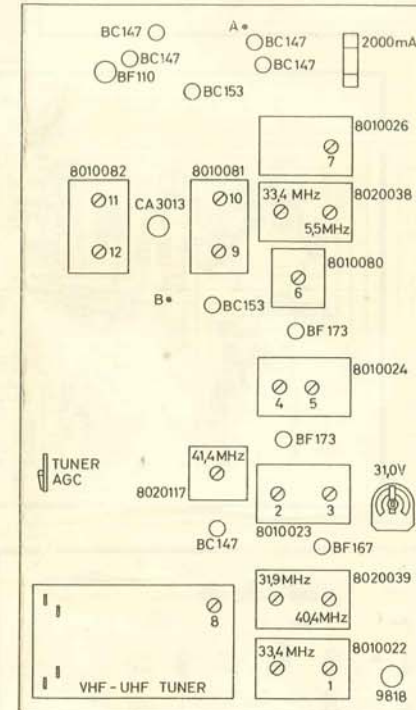 BC147
A
BC147
2000mA
BC147
BC147
BF110
BC153
8010026
7
8010082
8010081
11
CA3013
10
33,4 MHz
8020038
5,5MHz
12
9
8010080
6
B
BC153
BF173
8010024
4
5
BF173
41,4MHz
31,0V
TUNER
AGC
8020117
2
3
8010023
BC147
BF167
31,9MHz
8020039
8
40,4MHz
33,4MHz
8010022
1
VHF-UHF TUNER
9818